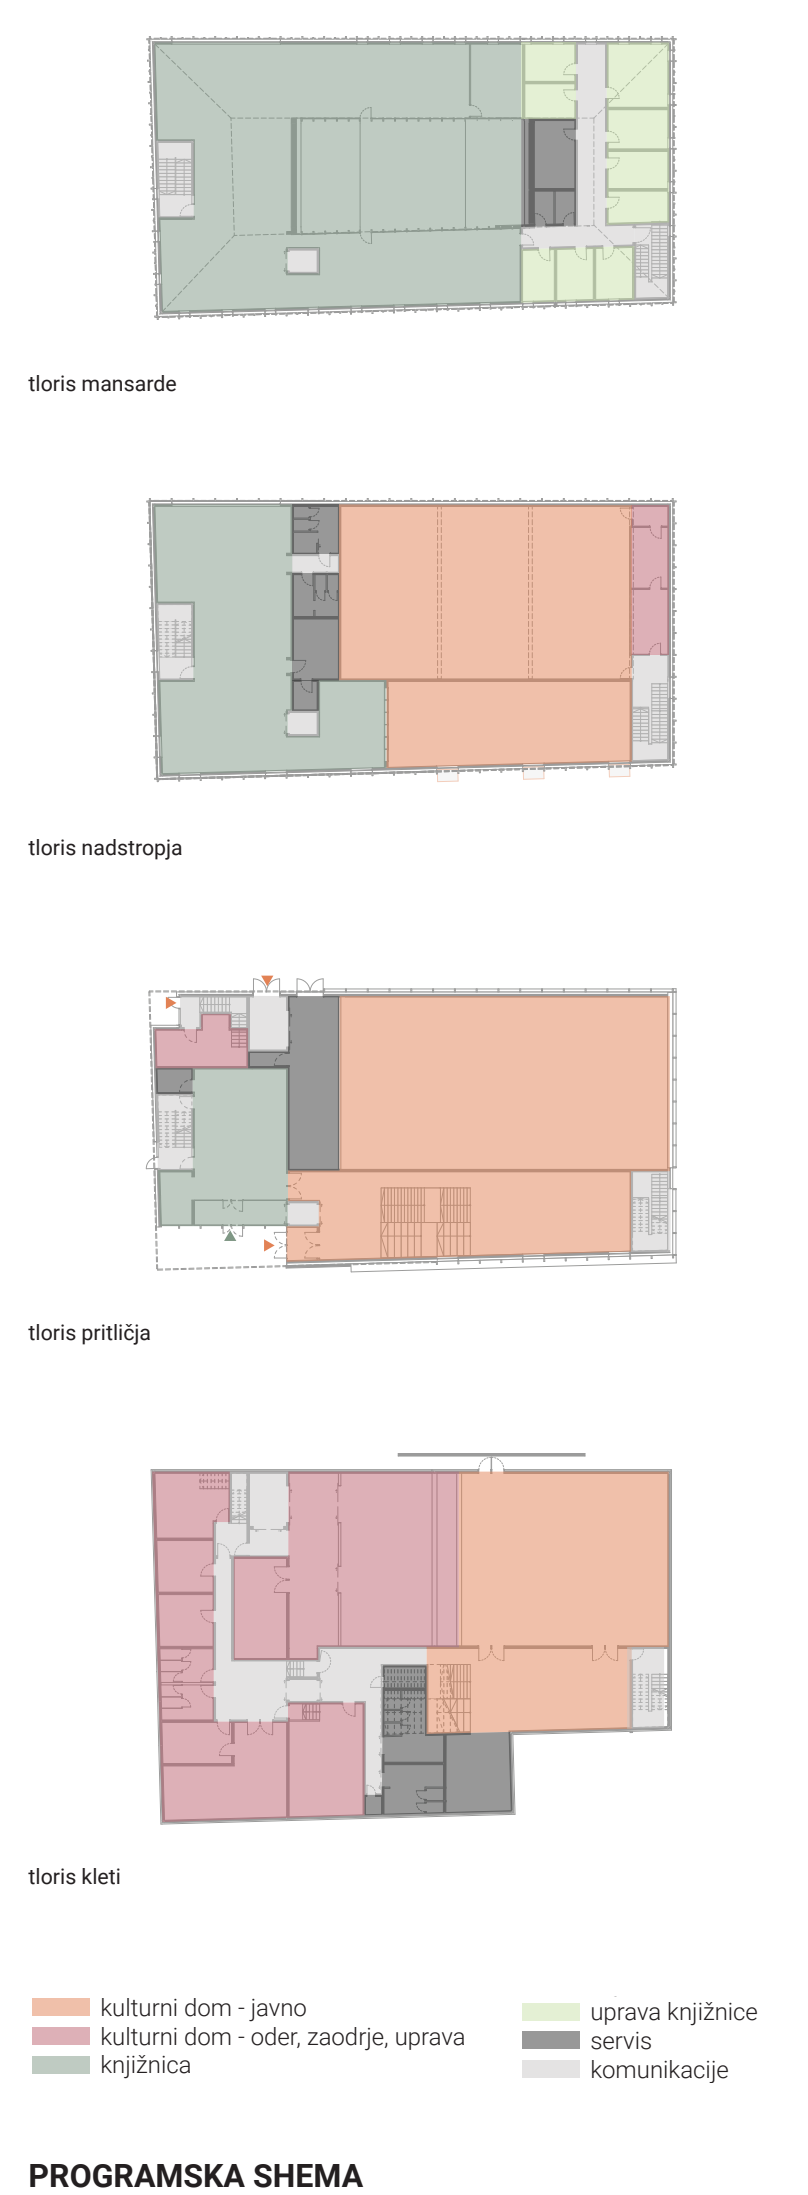 tloris mansarde
tloris nadstropja
tloris pritličja
tloris kleti
kulturni dom - javno
kulturni dom - oder, zaodrje, uprava
knjižnica
uprava knjižnice
servis
komunikacije
PROGRAMSKA SHEMA